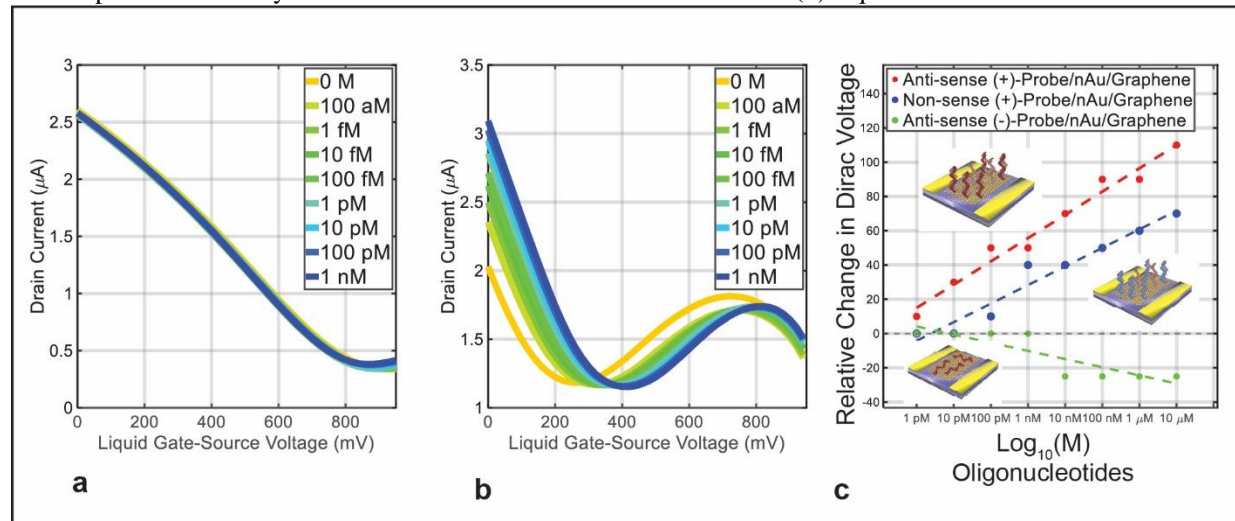 3
2.5
2
1.5
1
0.5
0
0 M
100 aM
1 fM
10 fM
100 fM
1 pM
10 pM
100 pM
1 nM
Drain Current (μA)
0 200 400 600 800
Liquid Gate-Source Voltage (mV)
a
3.5
3
2.5
2
1.5
1
0 M
100 aM
1 fM
10 fM
100 fM
1 pM
10 pM
100 pM
1 nM
Drain Current (μA)
0 200 400 600 800
Liquid Gate-Source Voltage (mV)
b
Anti-sense (+)-Probe/nAu/Graphene
Non-sense (+)-Probe/nAu/Graphene
Anti-sense (-)-Probe/nAu/Graphene
140
120
100
80
60
40
20
0
-20
-40
Relative Change in Dirac Voltage
1 pM 10 pM 100 pM 1 nM 10 nM 100 nM 1 μM 10 μM
Log10(M)
Oligonucleotides
c